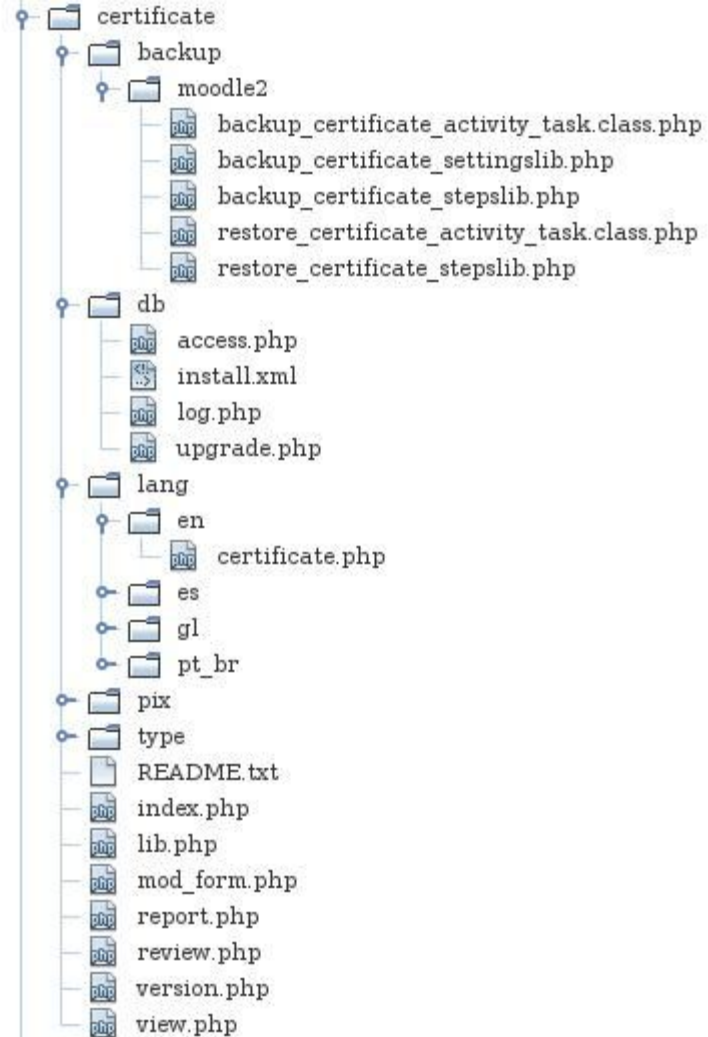 certificate
backup
moodle2
backup_certificate_activity_task.class.php
backup_certificate_settingslib.php
backup_certificate_stepslib.php
restore_certificate_activity_task.class.php
restore_certificate_stepslib.php
db
access.php
install.xml
log.php
upgrade.php
lang
en
certificate.php
es
gl
pt_br
pix
type
README.txt
index.php
lib.php
mod_form.php
report.php
review.php
version.php
view.php